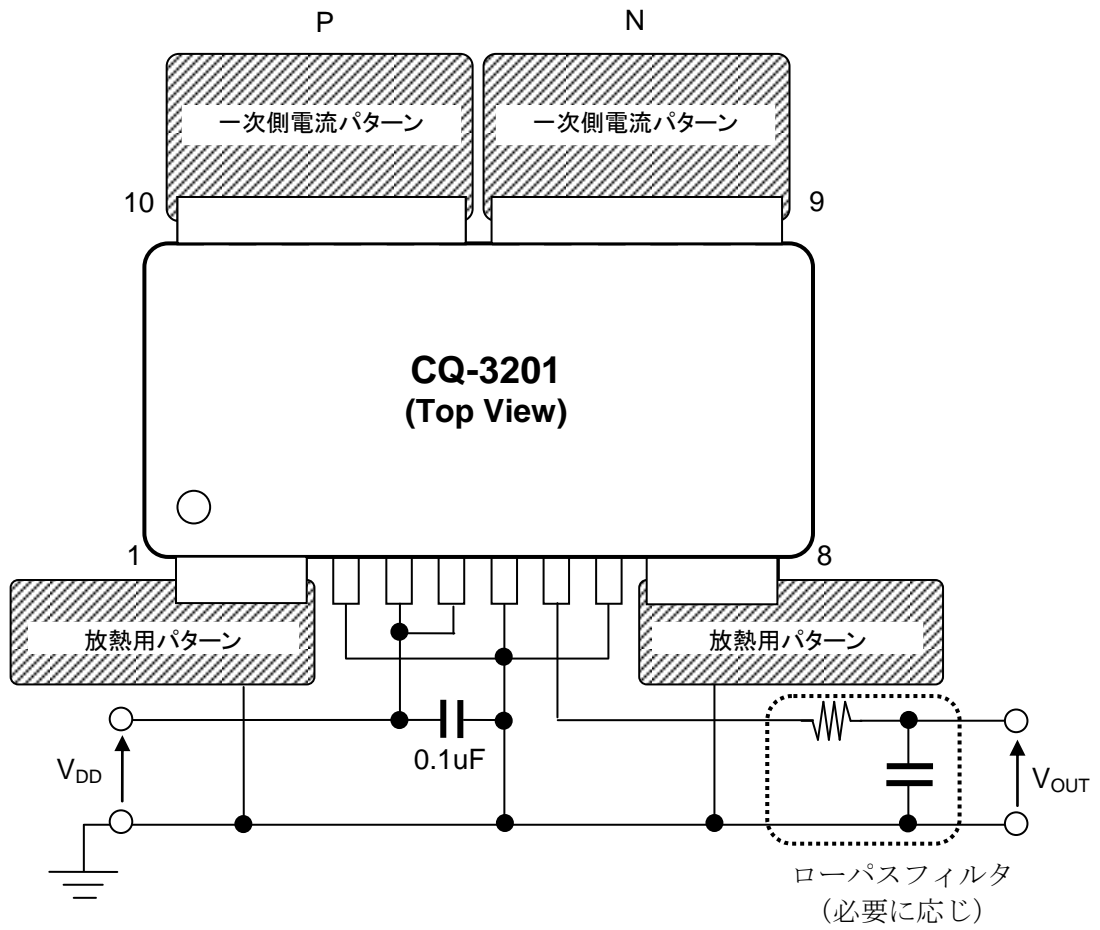 P
N
一次側電流パターン
一次側電流パターン
10
9
CQ-3201
(Top View)
1
8
放熱用パターン
放熱用パターン
0.1uF
VDD
VOUT
ローパスフィルタ
（必要に応じ）